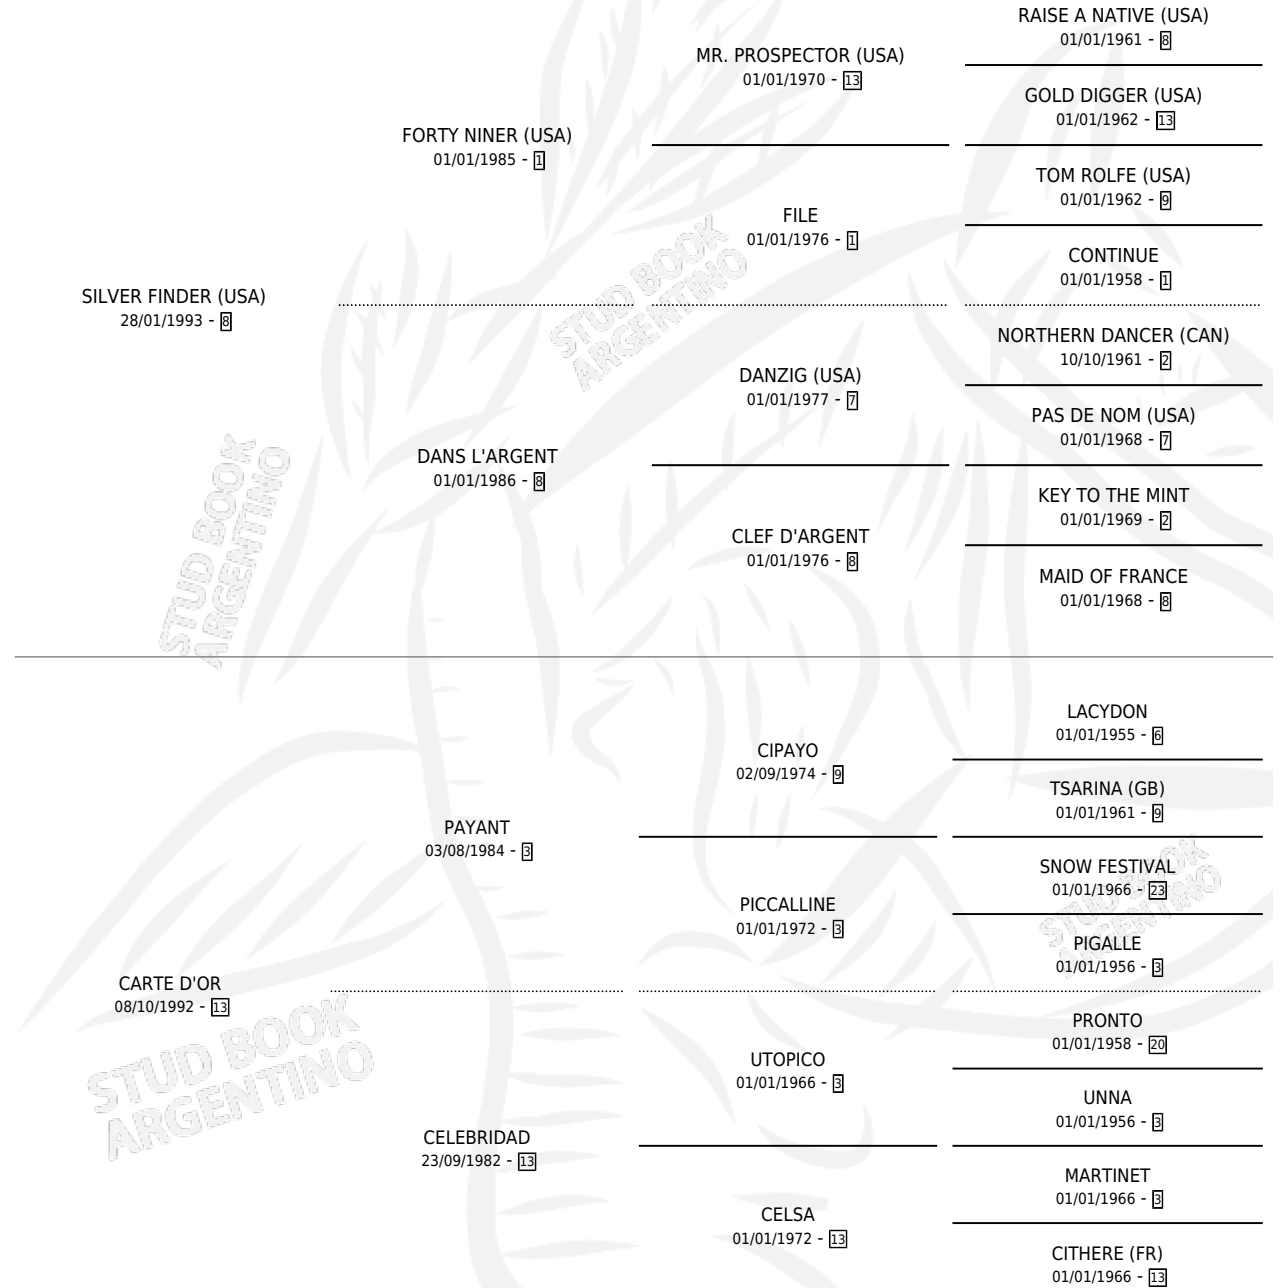 RAISE A NATIVE (USA)
01/01/1961 - 8
MR. PROSPECTOR (USA)
01/01/1970 - 13
GOLD DIGGER (USA)
01/01/1962 - 13
FORTY NINER (USA)
01/01/1985 - 1
TOM ROLFE (USA)
01/01/1962 - 9
FILE
01/01/1976 - 1
CONTINUE
01/01/1958 - 1
SILVER FINDER (USA)
28/01/1993 - 8
STUD BOOK
ARGENTINO
NORTHERN DANCER (CAN)
10/10/1961 - 2
DANZIG (USA)
01/01/1977 - 7
PAS DE NOM (USA)
01/01/1968 - 7
DANS L'ARGENT
01/01/1986 - 8
KEY TO THE MINT
01/01/1969 - 2
CLEF D'ARGENT
01/01/1976 - 8
MAID OF FRANCE
01/01/1968 - 8
STUD BOOK
ARGENTINO
LACYDON
01/01/1955 - 6
CIPAYO
02/09/1974 - 9
TSARINA (GB)
01/01/1961 - 9
PAYANT
03/08/1984 - 3
SNOW FESTIVAL
01/01/1966 - 23
PICCALLINE
01/01/1972 - 3
STUD BOOK
ARGENTINO
PIGALLE
01/01/1956 - 3
CARTE D'OR
08/10/1992 - 13
PRONTO
01/01/1958 - 20
UTOPICO
01/01/1966 - 3
STUD BOOK
ARGENTINO
UNNA
01/01/1956 - 3
CELEBRIDAD
23/09/1982 - 13
MARTINET
01/01/1966 - 3
CELSA
01/01/1972 - 13
CITHERE (FR)
01/01/1966 - 13